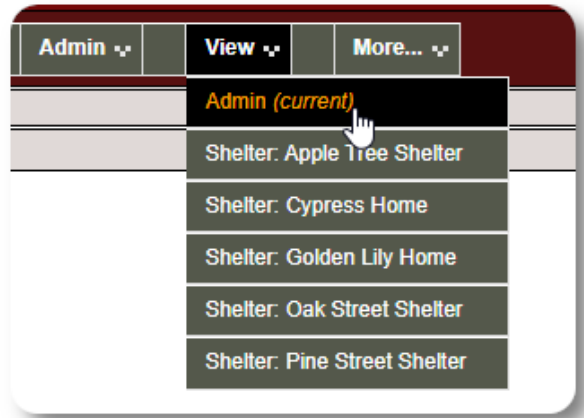 Admin View More...
Admin (current)
Shelter: Apple Tree Shelter
Shelter: Cypress Home
Shelter: Golden Lily Home
Shelter: Oak Street Shelter
Shelter: Pine Street Shelter